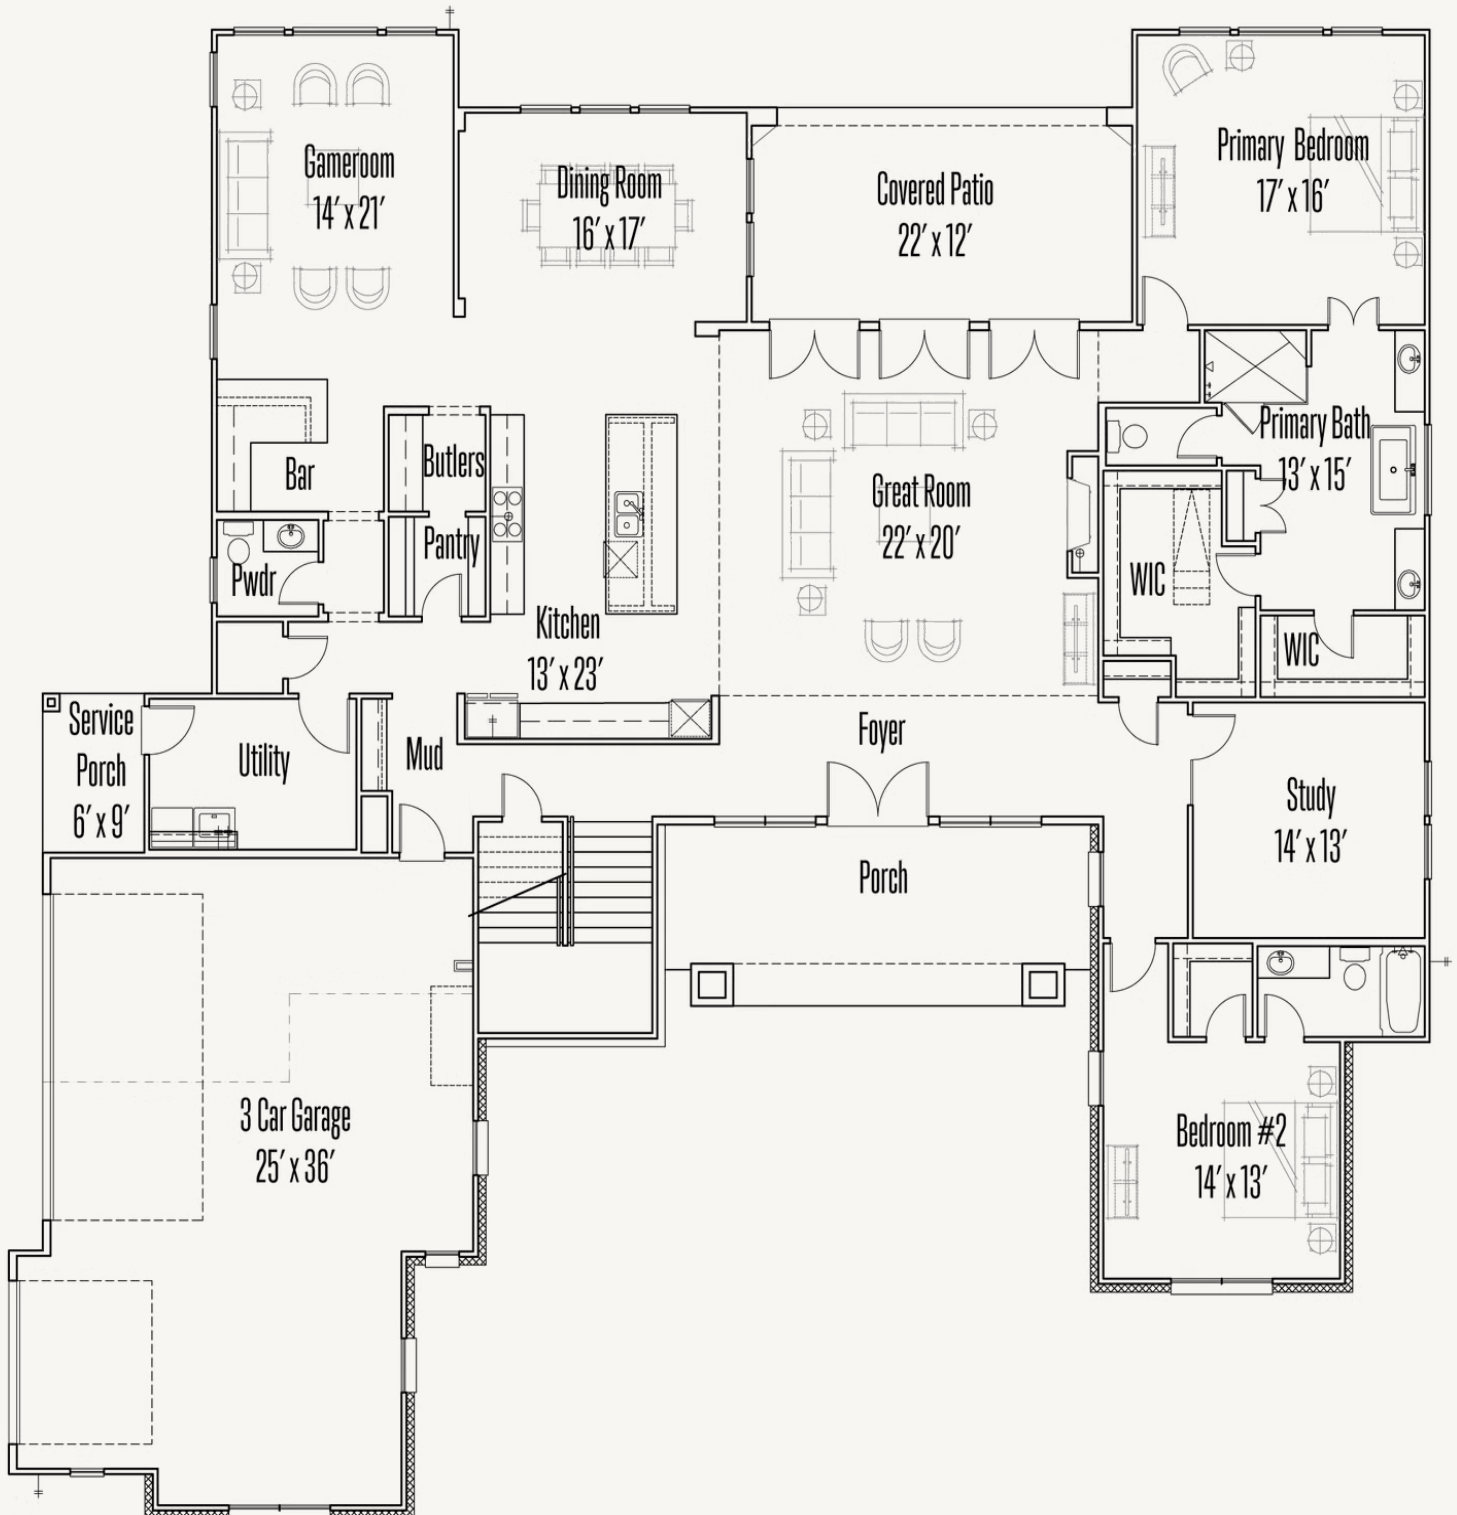 Gameroom
14' x 21'
Dining Room
16' x 17'
Covered Patio
22' x 12'
Primary Bedroom
17' x 16'
Bar
Butlers
Pantry
Pwdr
Kitchen
13' x 23'
Great Room
22' x 20'
Primary Bath
13' x 15'
WIC
WIC
Service
Porch
6' x 9'
Utility
Mud
Foyer
Study
14' x 13'
Porch
3 Car Garage
25' x 36'
Bedroom #2
14' x 13'